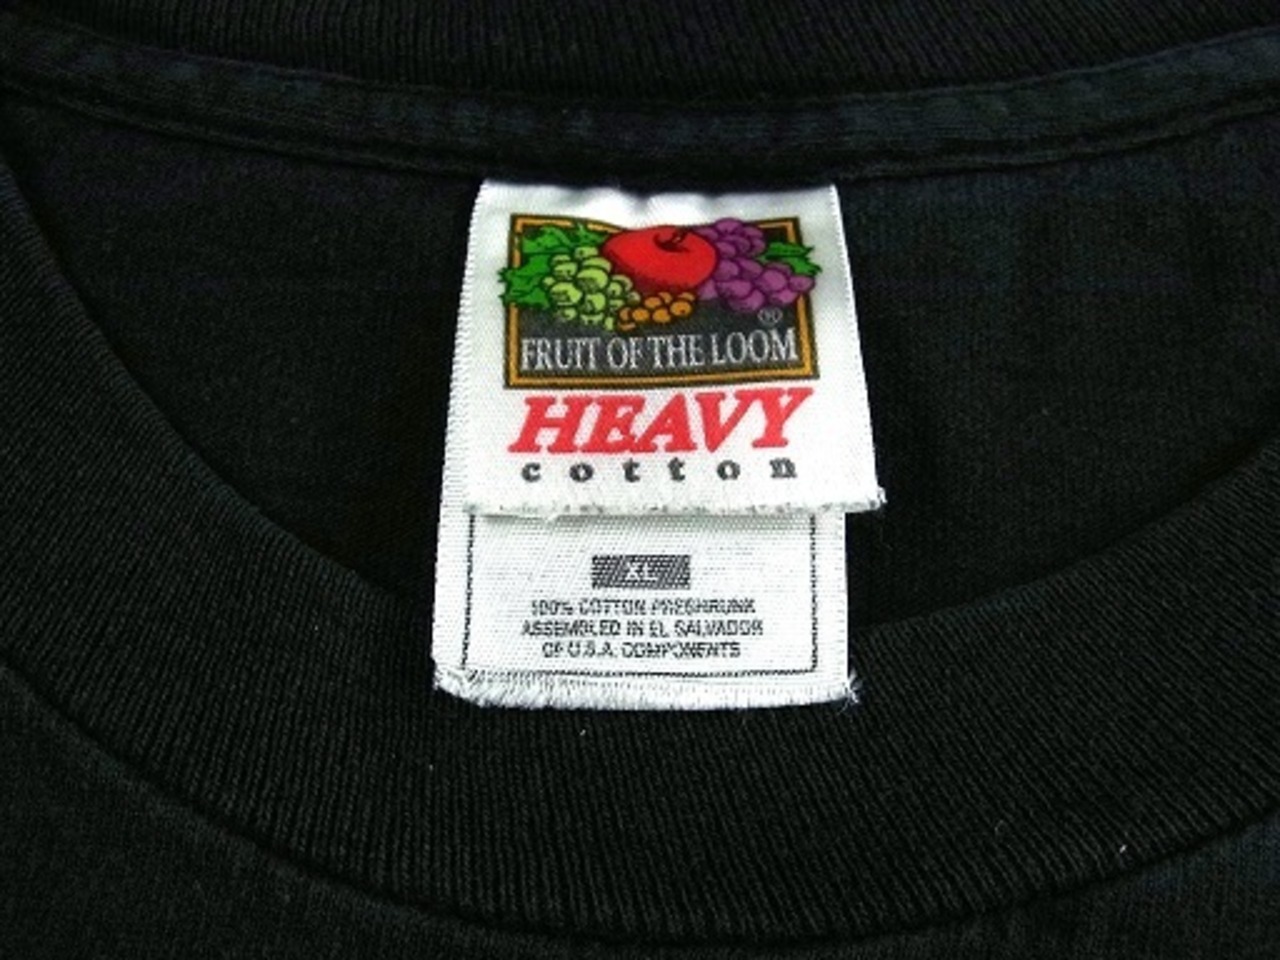 ®
FRUIT OF THE LOOM
HEAVY
cotton
XL
100% COTTON PRESHRUNK
ASSEMBLED IN EL SALVADOR
OF U.S.A. COMPONENTS